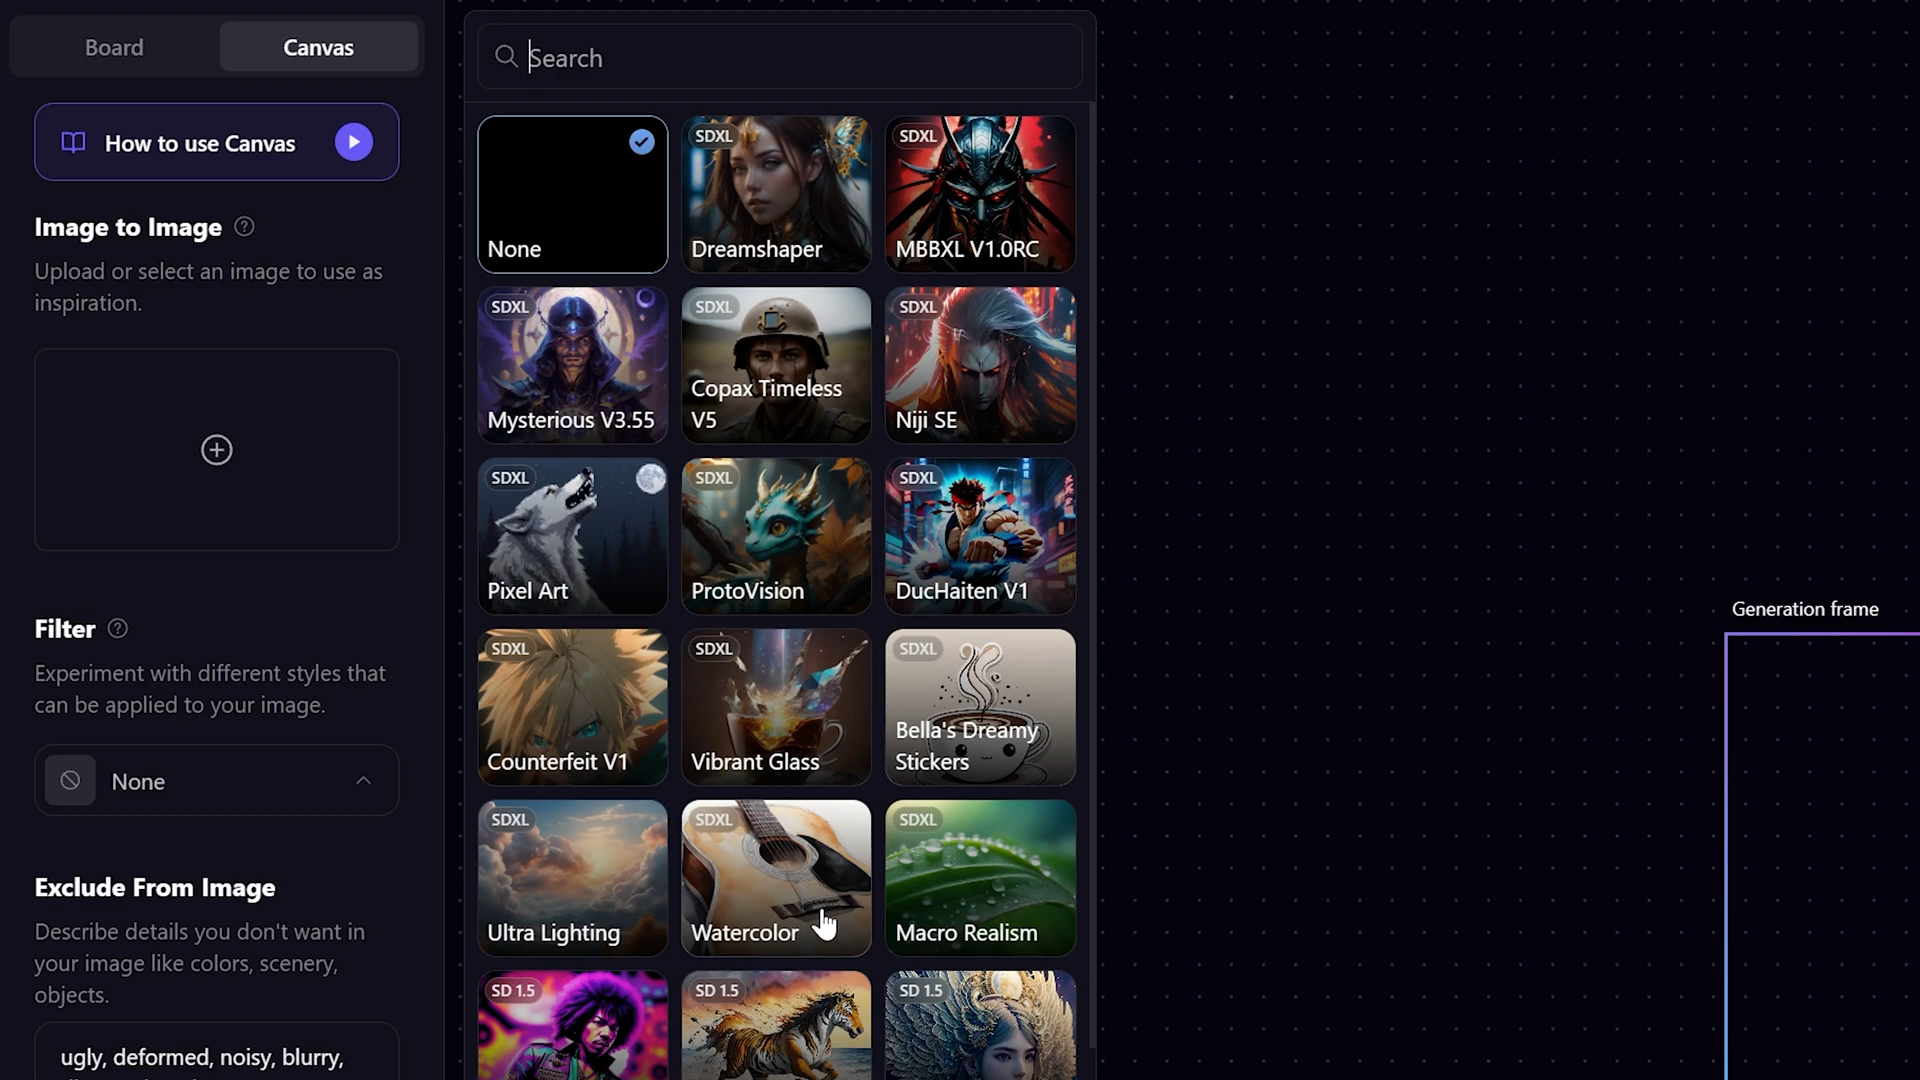 Board
Canvas
How to use Canvas
Image to Image
Upload or select an image to use as
inspiration.
Filter
Experiment with different styles that
can be applied to your image.
None
Exclude From Image
Describe details you don't want in
your image like colors, scenery,
objects.
ugly, deformed, noisy, blurry,
Search
None
SDXL
Dreamshaper
SDXL
MBBXL V1.0RC
SDXL
Mysterious V3.55
SDXL
Copax Timeless
V5
SDXL
Niji SE
SDXL
Pixel Art
SDXL
ProtoVision
SDXL
DucHaiten V1
SDXL
Counterfeit V1
SDXL
Vibrant Glass
SDXL
Bella's Dreamy
Stickers
SDXL
Ultra Lighting
SDXL
Watercolor
SDXL
Macro Realism
SD 1.5
SD 1.5
SD 1.5
Generation frame